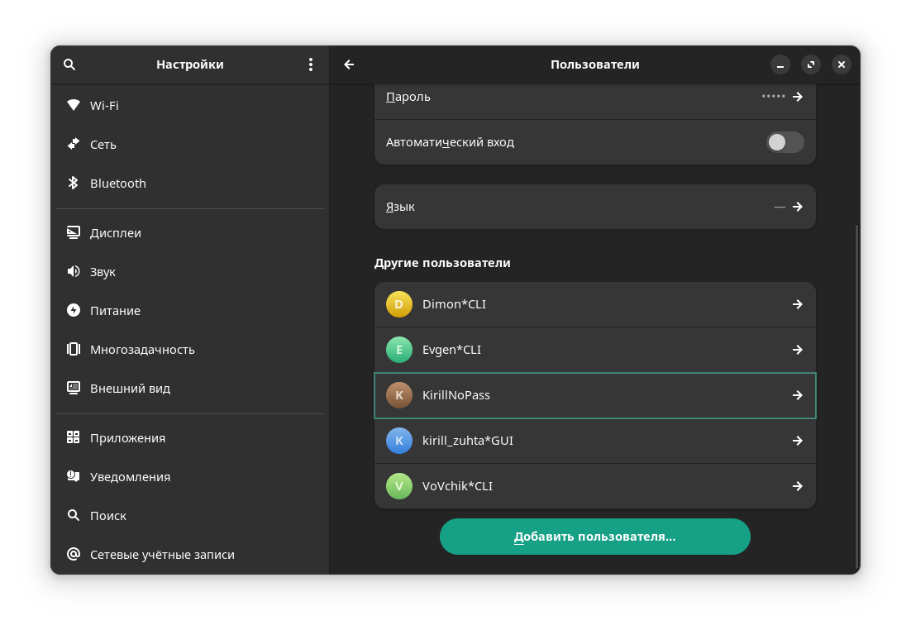 Настройки
Wi-Fi
Сеть
Bluetooth
Дисплеи
Звук
Питание
Многозадачность
Внешний вид
Приложения
Уведомления
Поиск
Сетевые учётные записи
Пользователи
Пароль •••••
Автоматический вход
Язык —
Другие пользователи
D Dimon*CLI
E Evgen*CLI
K KirillNoPass
K kirill_zuhta*GUI
V VoVchik*CLI
Добавить пользователя...